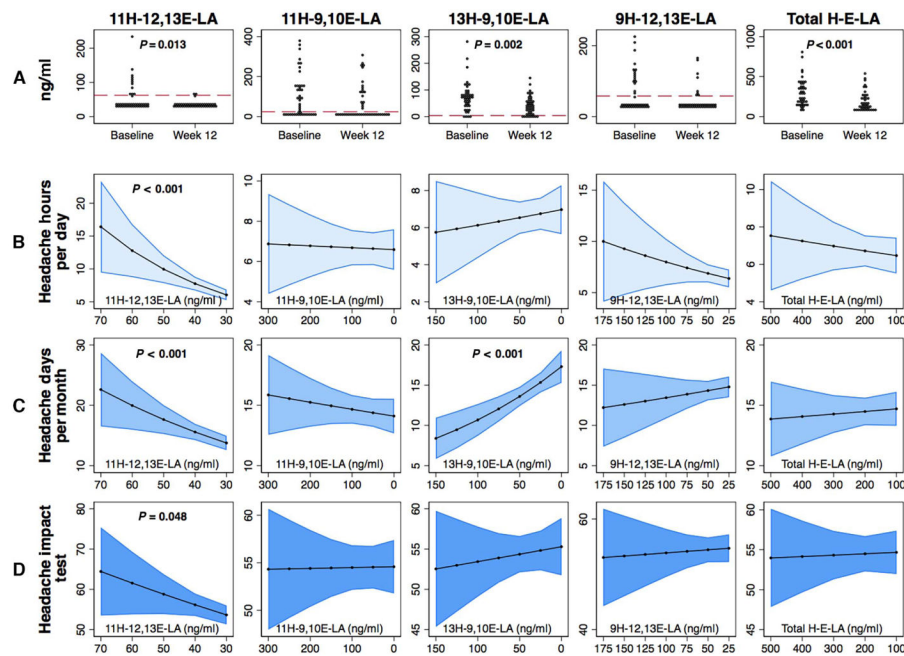 11H-12,13E-LA 11H-9,10E-LA 13H-9,10E-LA 9H-12,13E-LA Total H-E-LA
A
ng/ml
200 100 0
P = 0.013
Baseline Week 12
400 300 200 100 0
Baseline Week 12
300 200 100 0
P = 0.002
Baseline Week 12
200 100 0
Baseline Week 12
1000 500 0
P < 0.001
Baseline Week 12
B
Headache hours
per day
25 20 15 10 5
P < 0.001
11H-12,13E-LA (ng/ml )
70 60 50 40 30
10 8 6 4
11H-9,10E-LA (ng/ml)
300 200 100 0
8 6 4 2
13H-9,10E-LA (ng/ml)
150 100 50 0
15 10 5
9H-12,13E-LA (ng/ml)
175 150 125 100 75 50 25
10 8 6 4
Total H-E-LA (ng/ml)
500 400 300 200 100
C
Headache days
per month
30 20 10
P < 0.001
11H-12,13E-LA (ng/ml)
70 60 50 40 30
20 15 10
11H-9,10E-LA (ng/ml)
300 200 100 0
20 15 10 5
P < 0.001
13H-9,10E-LA (ng/ml)
150 100 50 0
20 15 10 5
9H-12,13E-LA (ng/ml)
175 150 125 100 75 50 25
20 15 10
Total H-E-LA (ng/ml)
500 400 300 200 100
D
Headache impact
test
80 70 60 50
P = 0.048
11H-12,13E-LA (ng/ml)
70 60 50 40 30
60 55 50
11H-9,10E-LA (ng/ml)
300 200 100 0
60 55 50 45
13H-9,10E-LA (ng/ml)
150 100 50 0
60 40
9H-12,13E-LA (ng/ml)
175 150 125 100 75 50 25
60 55 50 45
Total H-E-LA (ng/ml)
500 400 300 200 100